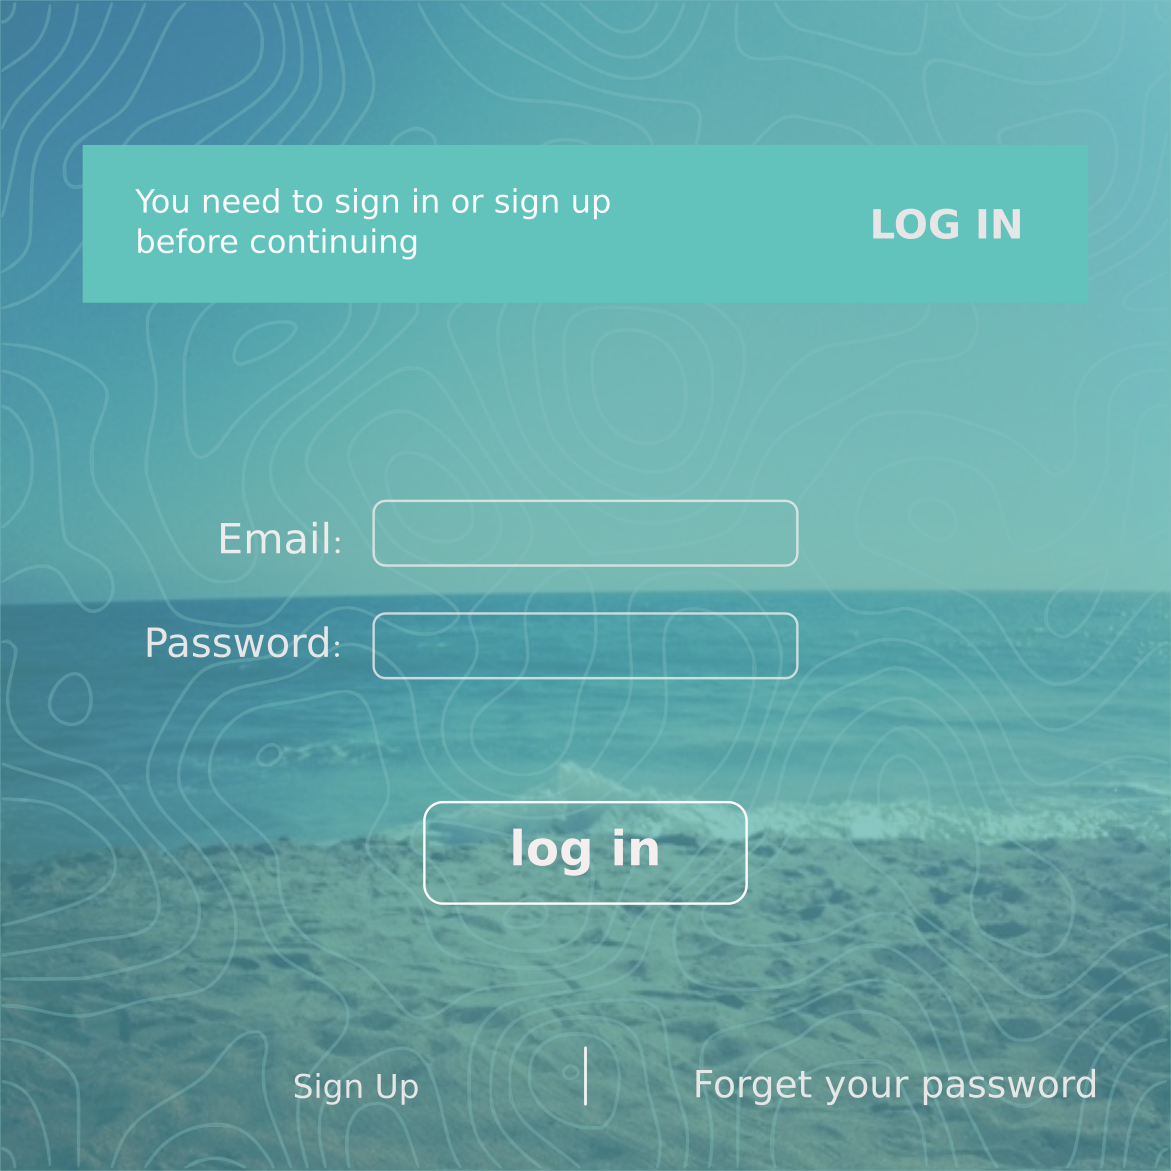 You need to sign in or sign up
before continuing
LOG IN
Email:
Password:
log in
Sign Up
Forget your password